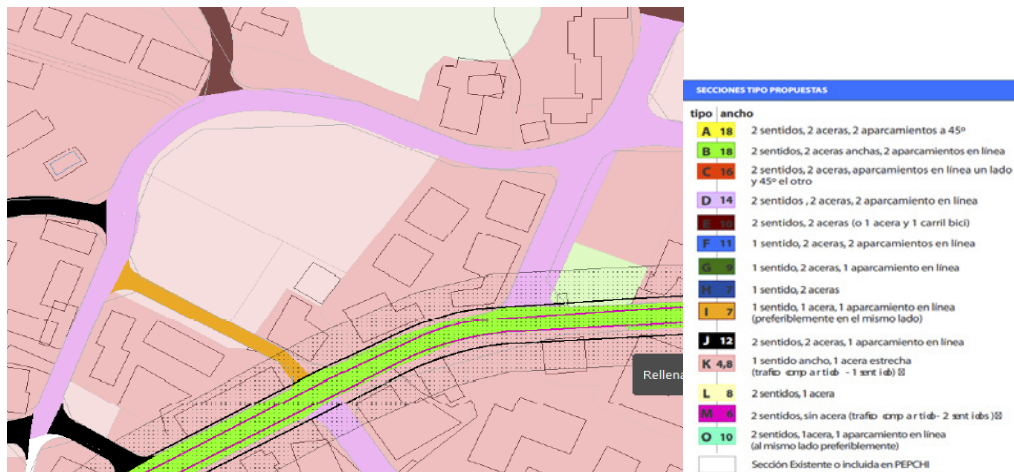 SECCIONES TIPO PROPUESTAS
tipo ancho
A 18 2 sentidos, 2 aceras, 2 aparcamientos a 45º
B 18 2 sentidos, 2 aceras anchas, 2 aparcamientos en línea
C 16 2 sentidos, 2 aceras, aparcamientos en línea un lado
y 45º el otro
D 14 2 sentidos , 2 aceras, 2 aparcamiento en línea
E 10 2 sentidos, 2 aceras (o 1 acera y 1 carril bici)
F 11 1 sentido, 2 aceras, 2 aparcamientos en línea
G 9 1 sentido, 2 aceras, 1 aparcamiento en línea
H 7 1 sentido, 2 aceras
I 7 1 sentido, 1 acera, 1 aparcamiento en línea
(preferiblemente en el mismo lado)
J 12 2 sentidos, 2 aceras, 1 aparcamiento en línea
K 4,8 1 sentido ancho, 1 acera estrecha
Rellena
L 8 2 sentidos, 1 acera
M 6 2 sentidos, sin acera
O 10 2 sentidos, 1acera, 1 aparcamiento en línea
(al mismo lado preferiblemente)
Sección Existente o incluida en PEPCHI